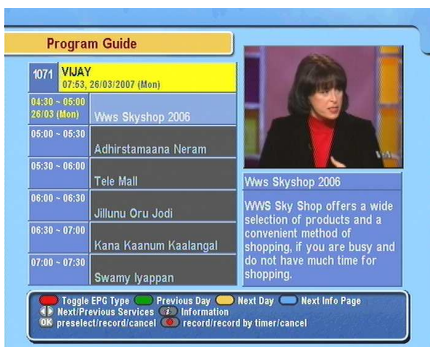 Program Guide
1071 VIJAY
07:53, 26/03/2007 (Mon)
04:30 ~ 05:00
26/03 (Mon)
Wws Skyshop 2006
05:00 ~ 05:30
Adhirstamaana Neram
05:30 ~ 06:00
Tele Mall
06:00 ~ 06:30
Jillunu Oru Jodi
06:30 ~ 07:00
Kana Kaanum Kaalangal
07:00 ~ 07:30
Swamy Iyappan
Wws Skyshop 2006
WWS Sky Shop offers a wide
selection of products and a
convenient method of
shopping, if you are busy and
do not have much time for
shopping.
Toggle EPG Type Previous Day Next Day Next Info Page
Next/Previous Services i Information
OK preselect/record/cancel record/record by timer/cancel